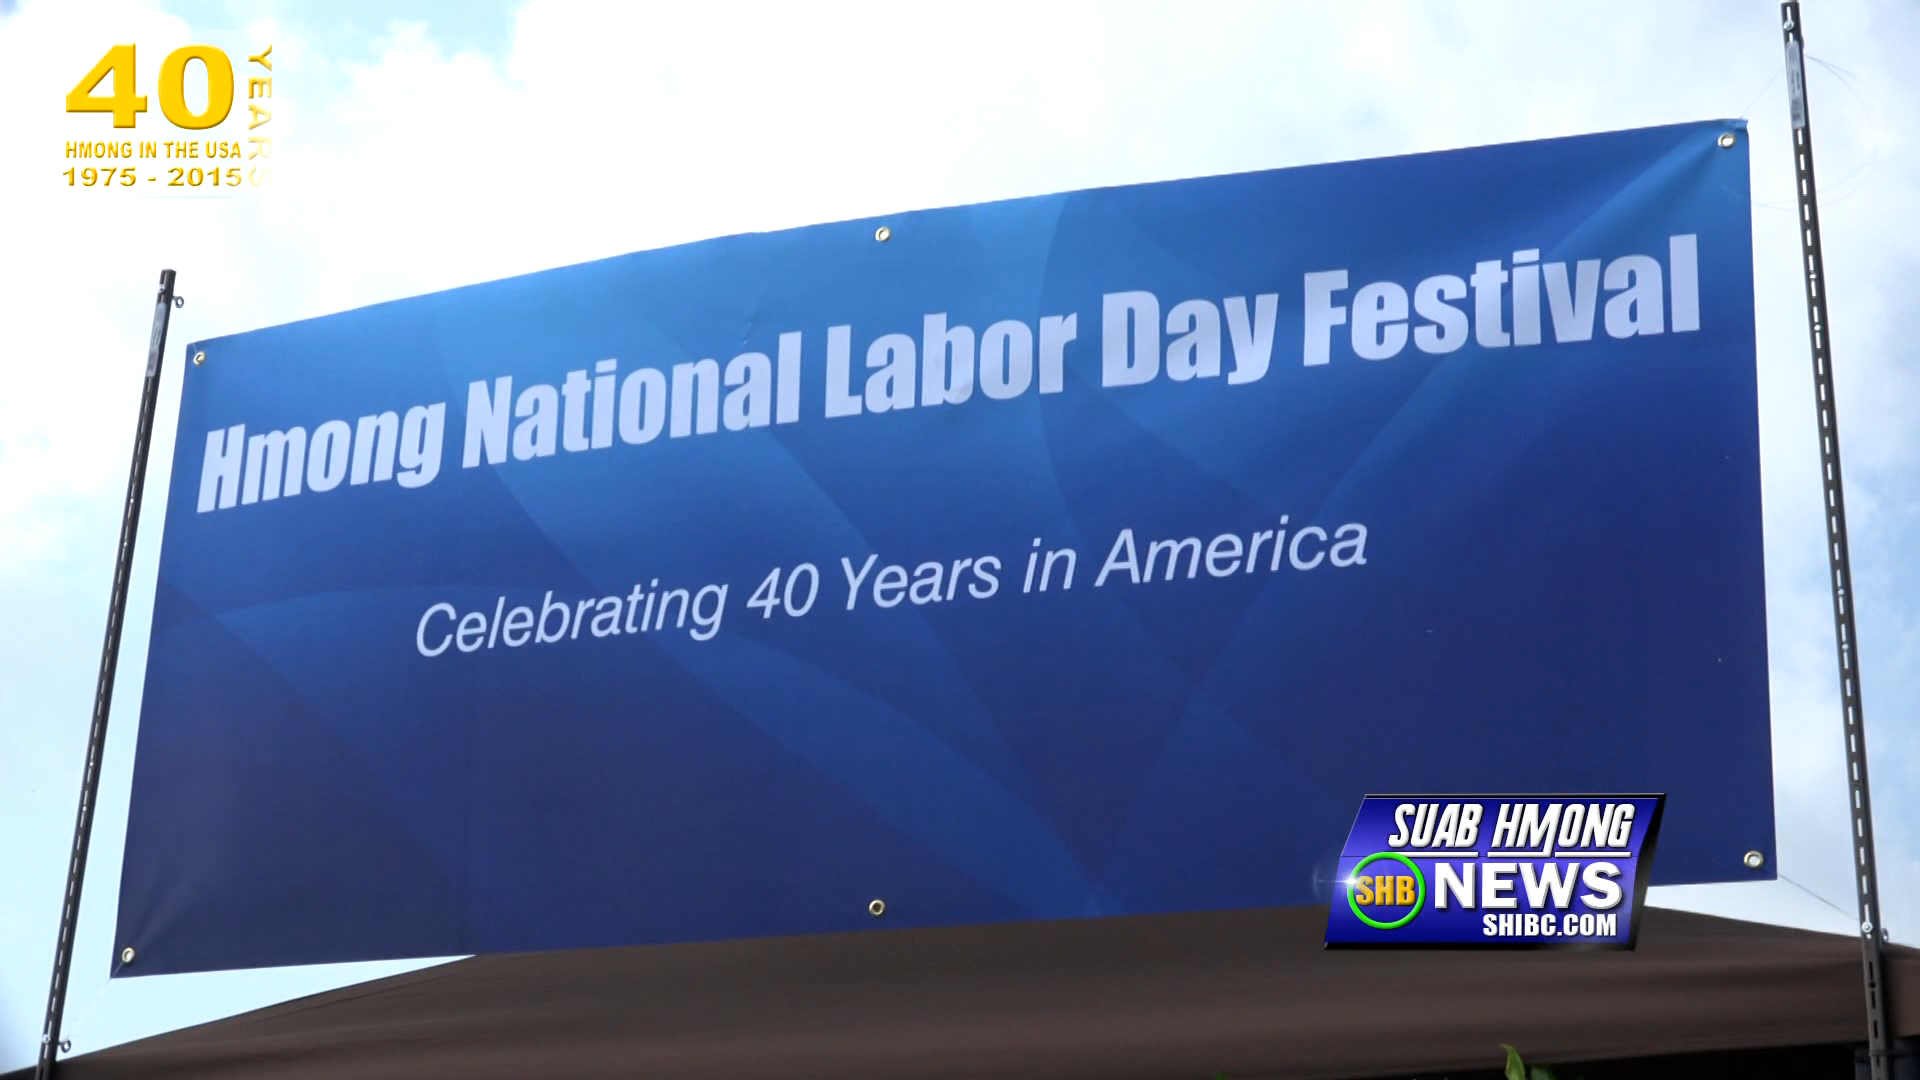 40 YEARS
HMONG IN THE USA
1975 - 2015
Hmong National Labor Day Festival
Celebrating 40 Years in America
SUAB HMONG
SHB NEWS
SHIBC.COM